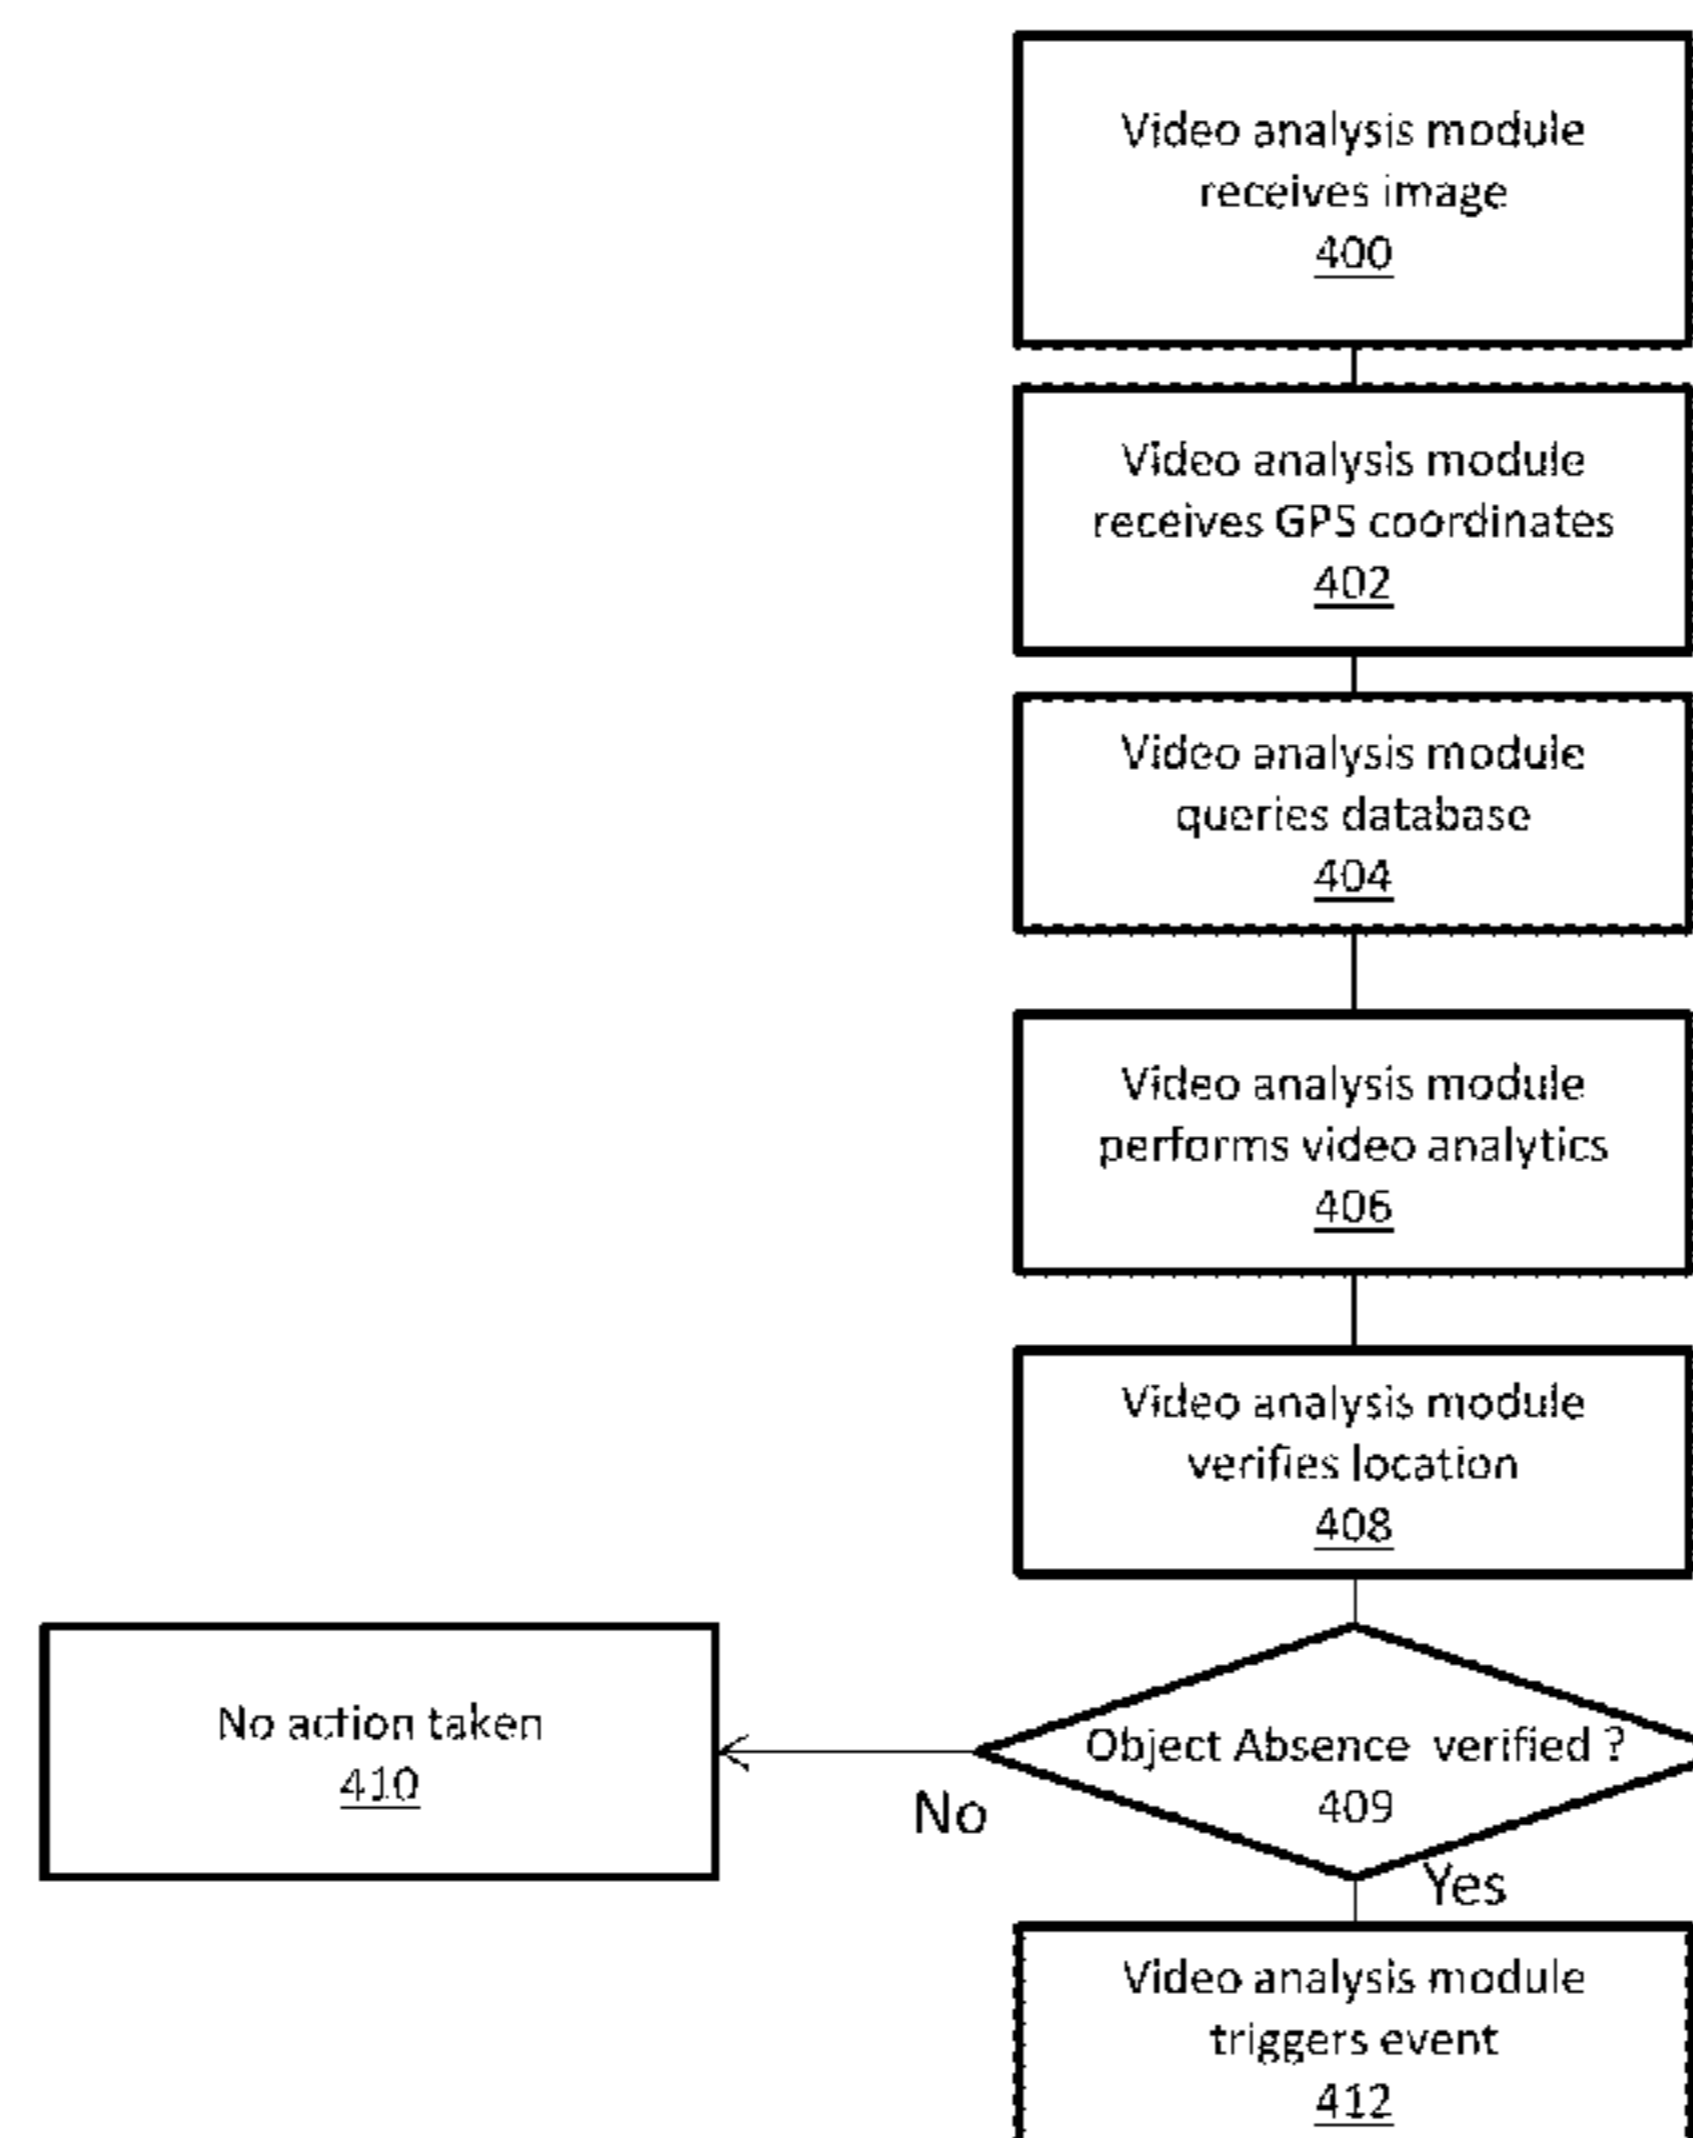 Video analysis module
receives image
400
Video analysis module
receives GPS coordinates
402
Video analysis module
queries database
404
Video analysis module
performs video analytics
406
Video analysis module
verifies location
408
No action taken
410
Object Absence verified ?
409
No
Yes
Video analysis module
triggers event
412